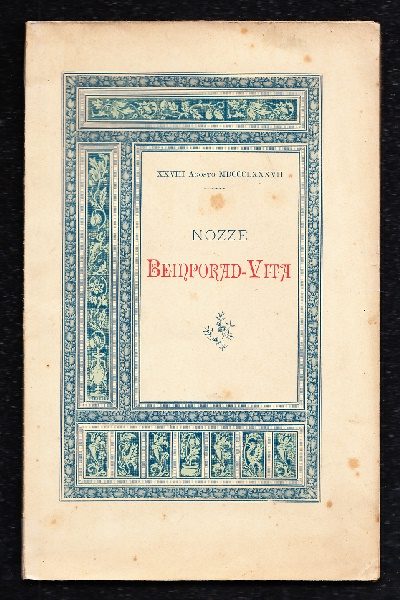 XXVIII Agosto MDCCCLXXXVII
NOZZE
BEMPORAD-VITA